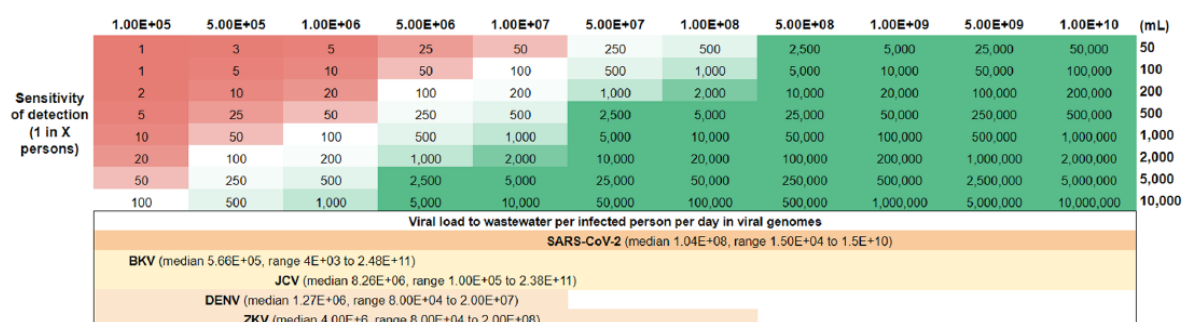 1.00E+05 5.00E+05 1.00E+06 5.00E+06 1.00E+07 5.00E+07 1.00E+08 5.00E+08 1.00E+09 5.00E+09 1.00E+10 (mL)
1 3 5 25 50 250 500 2,500 5,000 25,000 50,000 50
1 5 10 50 100 500 1,000 5,000 10,000 50,000 100,000 100
2 10 20 100 200 1,000 2,000 10,000 20,000 100,000 200,000 200
5 25 50 250 500 2,500 5,000 25,000 50,000 250,000 500,000 500
10 50 100 500 1,000 5,000 10,000 50,000 100,000 500,000 1,000,000 1,000
20 100 200 1,000 2,000 10,000 20,000 100,000 200,000 1,000,000 2,000,000 2,000
50 250 500 2,500 5,000 25,000 50,000 250,000 500,000 2,500,000 5,000,000 5,000
100 500 1,000 5,000 10,000 50,000 100,000 500,000 1,000,000 5,000,000 10,000,000 10,000
Sensitivity
of detection
(1 in X
persons)
Viral load to wastewater per infected person per day in viral genomes
SARS-CoV-2 (median 1.04E+08, range 1.50E+04 to 1.5E+10)
BKV (median 5.66E+05, range 4E+03 to 2.48E+11)
JCV (median 8.26E+06, range 1.00E+05 to 2.38E+11)
DENV (median 1.27E+06, range 8.00E+04 to 2.00E+07)
ZKV (median 4.00E+6, range 8.00E+04 to 2.00E+08)